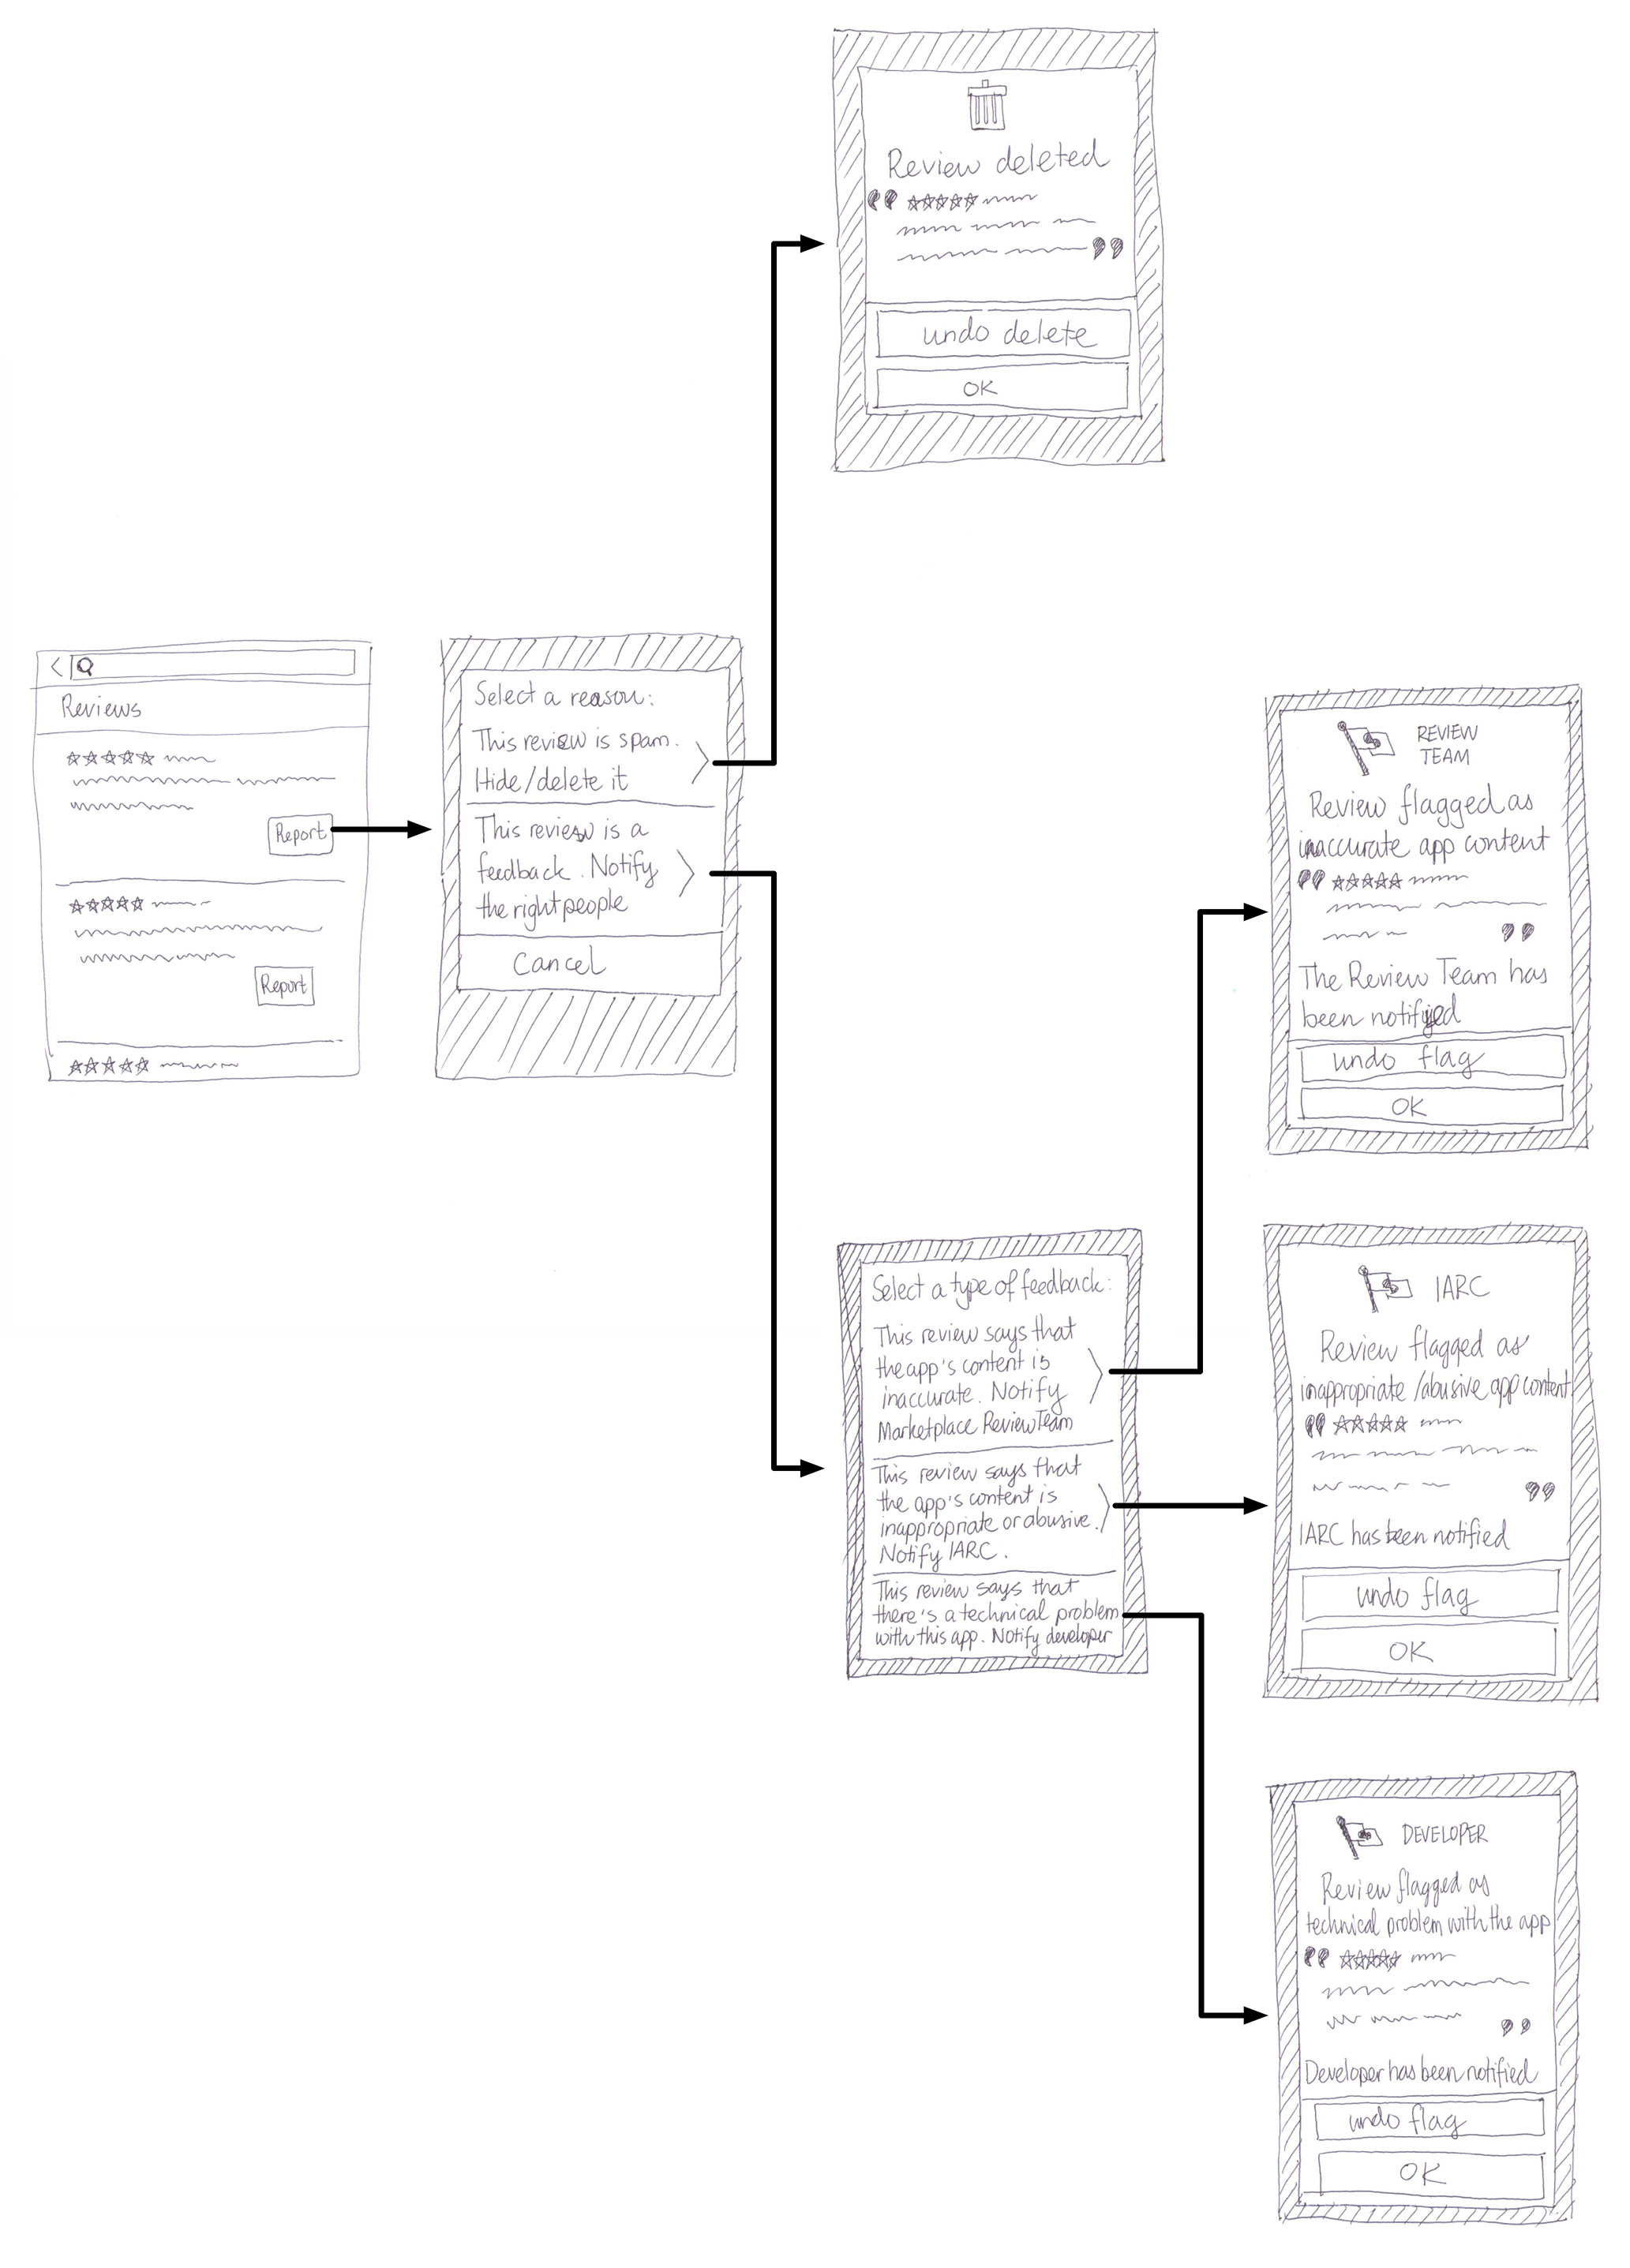 Review deleted
undo delete
OK
Reviews
Report
Report
Select a reason:
This review is spam.
Hide/delete it
This review is a
feedback. Notify
the right people
Cancel
REVIEW
TEAM
Review flagged as
inaccurate app content
The Review Team has
been notified
undo flag
OK
Select a type of feedback:
This review says that
the app's content is
inaccurate. Notify
Marketplace Review Team
This review says that
the app's content is
inappropriate or abusive.
Notify IARC.
This review says that
there's a technical problem
with this app. Notify developer
IARC
Review flagged as
inappropriate/abusive app content
IARC has been notified
undo flag
OK
DEVELOPER
Review flagged as
technical problem with the app
Developer has been notified
undo flag
OK